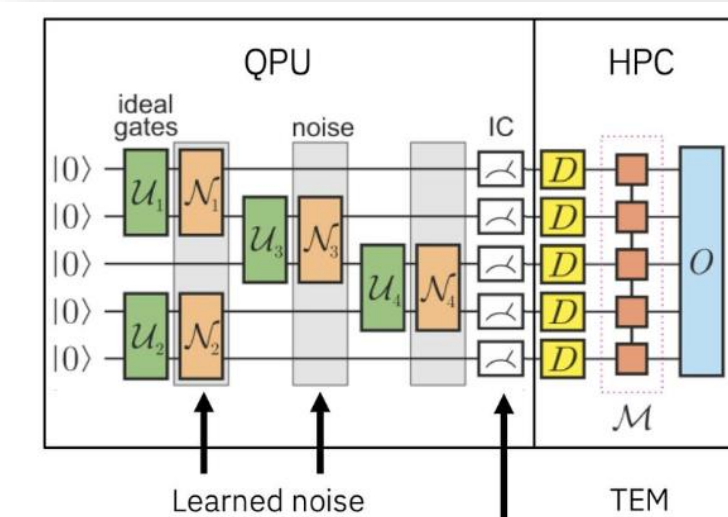 QPU
HPC
ideal
gates
noise
IC
|0⟩
|0⟩
|0⟩
|0⟩
|0⟩
𝒰₁
𝒩₁
𝒰₂
𝒩₂
𝒰₃
𝒩₃
𝒰₄
𝒩₄
D
D
D
D
D
O
ℳ
Learned noise
TEM